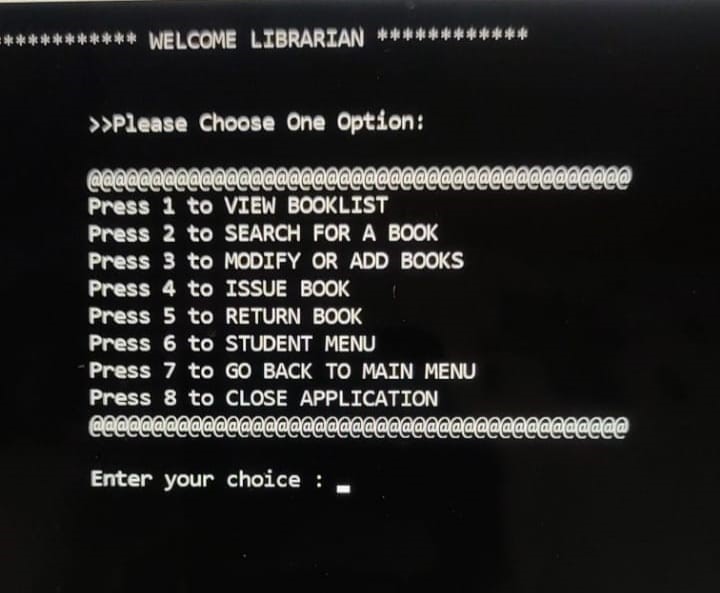 ************ WELCOME LIBRARIAN ************
>>Please Choose One Option:
@@@@@@@@@@@@@@@@@@@@@@@@@@@@@@@@@@@@@@@@@@@@
Press 1 to VIEW BOOKLIST
Press 2 to SEARCH FOR A BOOK
Press 3 to MODIFY OR ADD BOOKS
Press 4 to ISSUE BOOK
Press 5 to RETURN BOOK
Press 6 to STUDENT MENU
Press 7 to GO BACK TO MAIN MENU
Press 8 to CLOSE APPLICATION
@@@@@@@@@@@@@@@@@@@@@@@@@@@@@@@@@@@@@@@@@@@@
Enter your choice : _